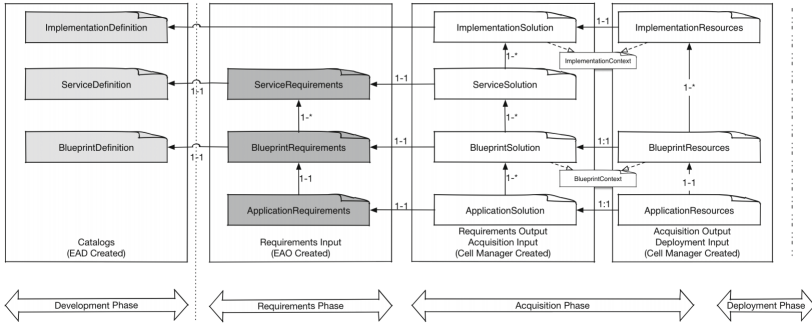 ImplementationDefinition
ImplementationSolution
1-1
ImplementationResources
1-*
ImplementationContext
ServiceDefinition
1-1
ServiceRequirements
1-1
ServiceSolution
1-*
1-*
1-*
BlueprintDefinition
1-1
BlueprintRequirements
1-1
BlueprintSolution
1:1
BlueprintResources
1-1
1-*
BlueprintContext
1-1
ApplicationRequirements
1-1
ApplicationSolution
1:1
ApplicationResources
Catalogs
(EAD Created)
Requirements Input
(EAO Created)
Requirements Output
Acquisition Input
(Cell Manager Created)
Acquisition Output
Deployment Input
(Cell Manager Created)
Development Phase
Requirements Phase
Acquisition Phase
Deployment Phase